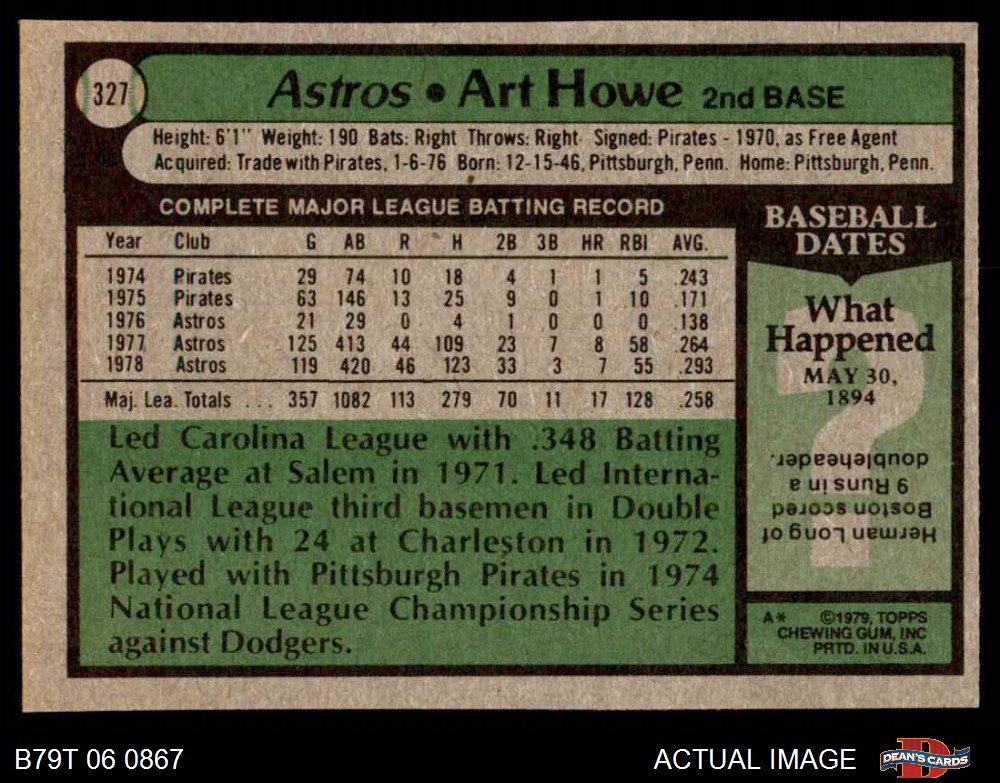 327
Astros • Art Howe 2nd BASE
Height: 6'1" Weight: 190 Bats: Right Throws: Right Signed: Pirates - 1970, as Free Agent
Acquired: Trade with Pirates, 1-6-76 Born: 12-15-46, Pittsburgh, Penn. Home: Pittsburgh, Penn.
COMPLETE MAJOR LEAGUE BATTING RECORD
Year Club G AB R H 2B 3B HR RBI AVG.
1974 Pirates 29 74 10 18 4 1 1 5 .243
1975 Pirates 63 146 13 25 9 0 1 10 .171
1976 Astros 21 29 0 4 1 0 0 0 .138
1977 Astros 125 413 44 109 23 7 8 58 .264
1978 Astros 119 420 46 123 33 3 7 55 .293
Maj. Lea. Totals ... 357 1082 113 279 70 11 17 128 .258
Led Carolina League with .348 Batting
Average at Salem in 1971. Led Interna-
tional League third basemen in Double
Plays with 24 at Charleston in 1972.
Played with Pittsburgh Pirates in 1974
National League Championship Series
against Dodgers.
BASEBALL
DATES
What
Happened
MAY 30,
1894
?
Herman Long of
Boston scored
9 Runs in a
doubleheader.
A* ©1979, TOPPS
CHEWING GUM, INC
PRTD. IN U.S.A.
B79T 06 0867
ACTUAL IMAGE
D
DEAN'S CARDS